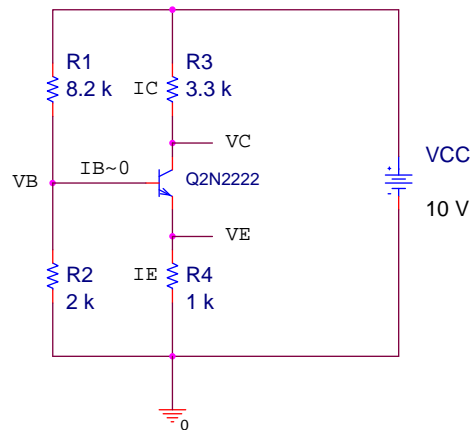 R1
8.2 k
R3
3.3 k
IC
VC
VCC
10 V
IB~0
VB
Q2N2222
VE
R2
2 k
IE
R4
1 k
0